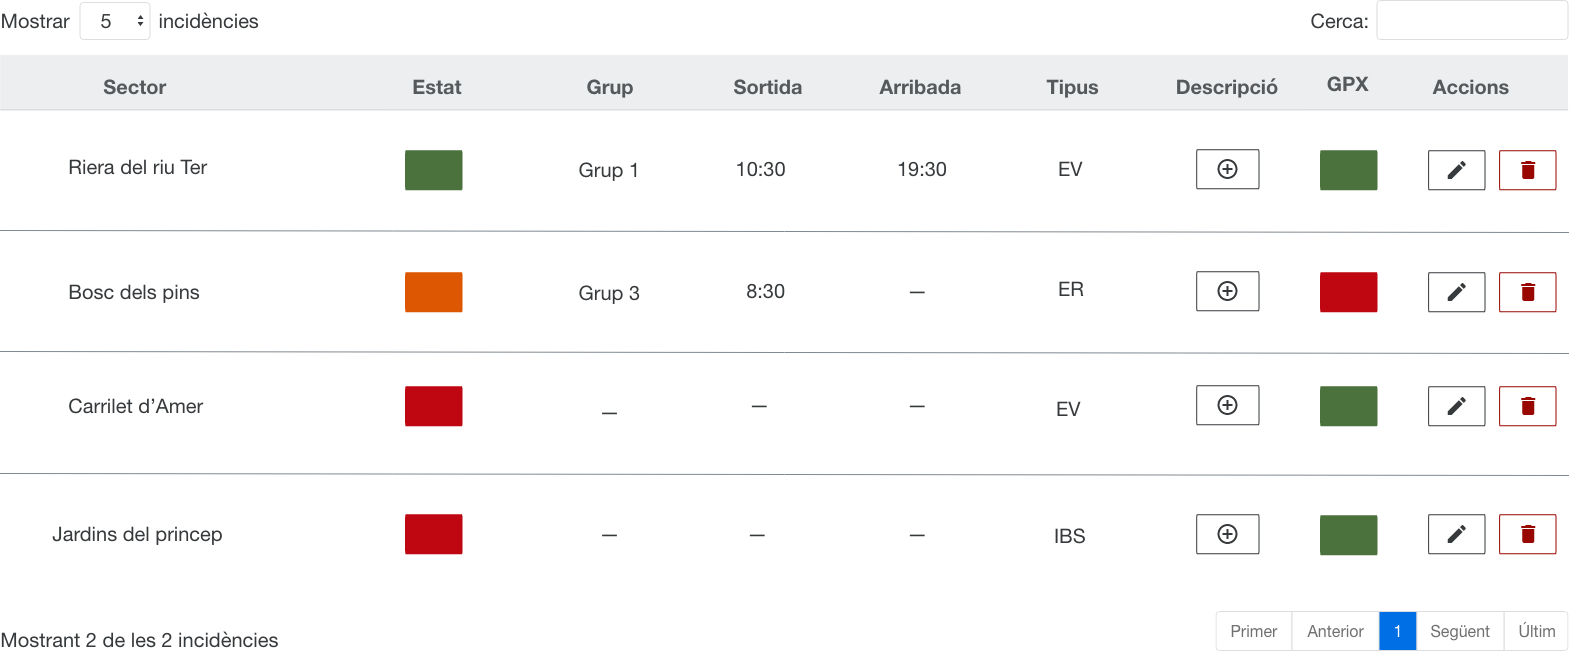 Mostrar 5 incidències Cerca:
Sector Estat Grup Sortida Arribada Tipus Descripció GPX Accions
Riera del riu Ter Grup 1 10:30 19:30 EV
Bosc dels pins Grup 3 8:30 — ER
Carrilet d’Amer — — — EV
Jardins del princep — — — IBS
Mostrant 2 de les 2 incidències Primer Anterior 1 Següent Últim